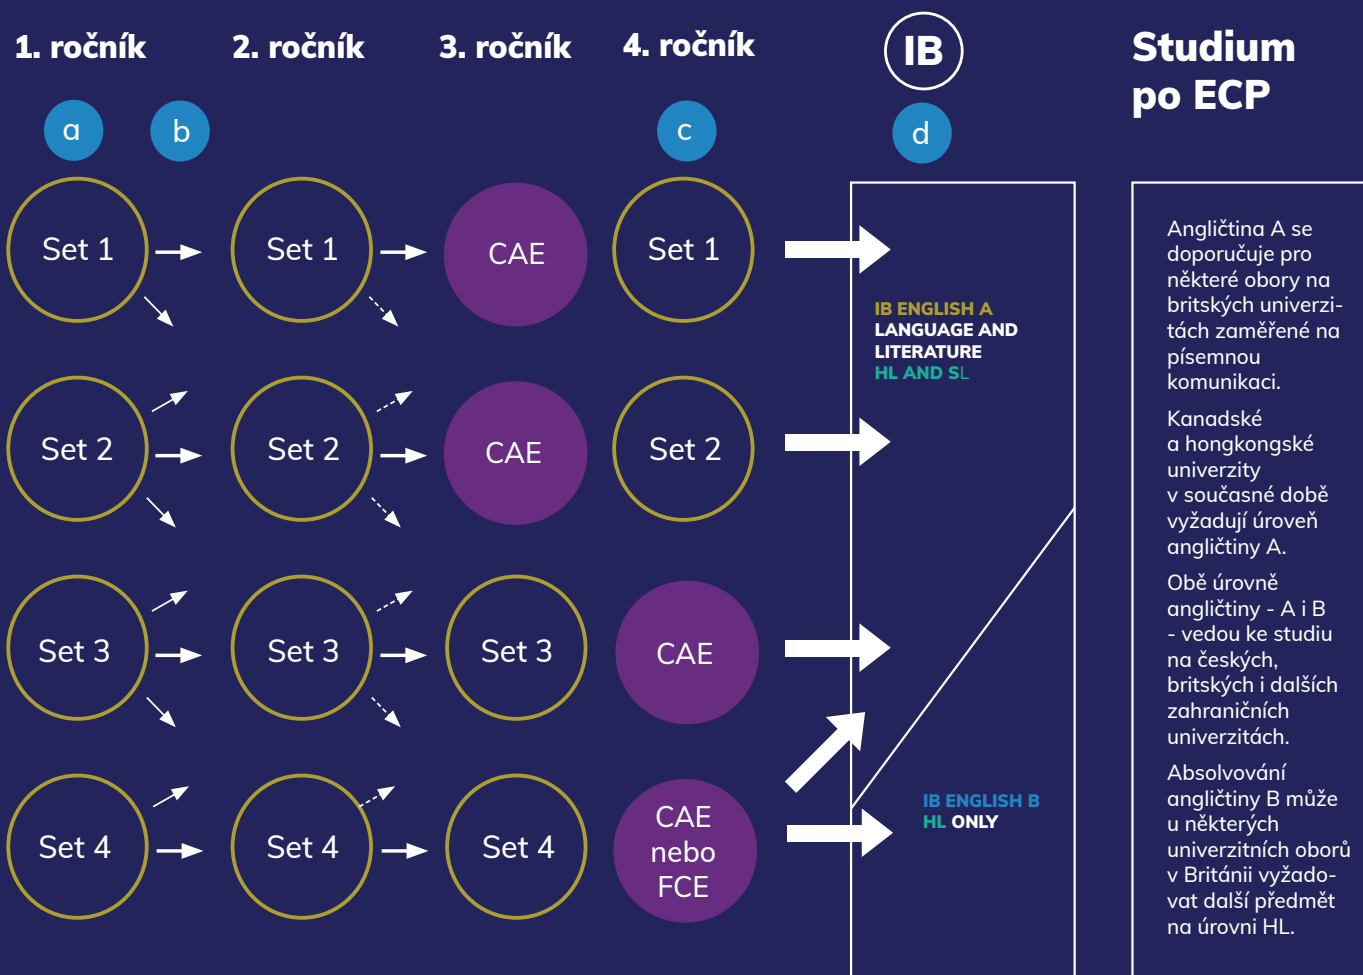 1. ročník
2. ročník
3. ročník
4. ročník
IB
Studium
po ECP
a
b
c
d
Set 1
Set 1
CAE
Set 1
Set 2
Set 2
CAE
Set 2
Set 3
Set 3
Set 3
CAE
Set 4
Set 4
Set 4
CAE
nebo
FCE
IB ENGLISH A
LANGUAGE AND
LITERATURE
HL AND SL
IB ENGLISH B
HL ONLY
Angličtina A se
doporučuje pro
některé obory na
britských univerzi-
tách zaměřené na
písemnou
komunikaci.
Kanadské
a hongkongské
univerzity
v současné době
vyžadují úroveň
angličtiny A.
Obě úrovně
angličtiny - A i B
- vedou ke studiu
na českých,
britských i dalších
zahraničních
univerzitách.
Absolvování
angličtiny B může
u některých
univerzitních oborů
v Británii vyžado-
vat další předmět
na úrovni HL.